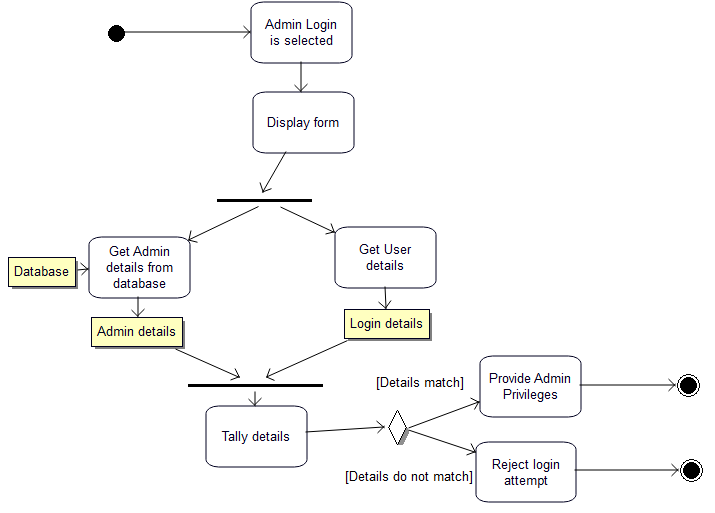 Admin Login
is selected
Display form
Get Admin
details from
database
Get User
details
Database
Admin details
Login details
[Details match]
Provide Admin
Privileges
Tally details
[Details do not match]
Reject login
attempt